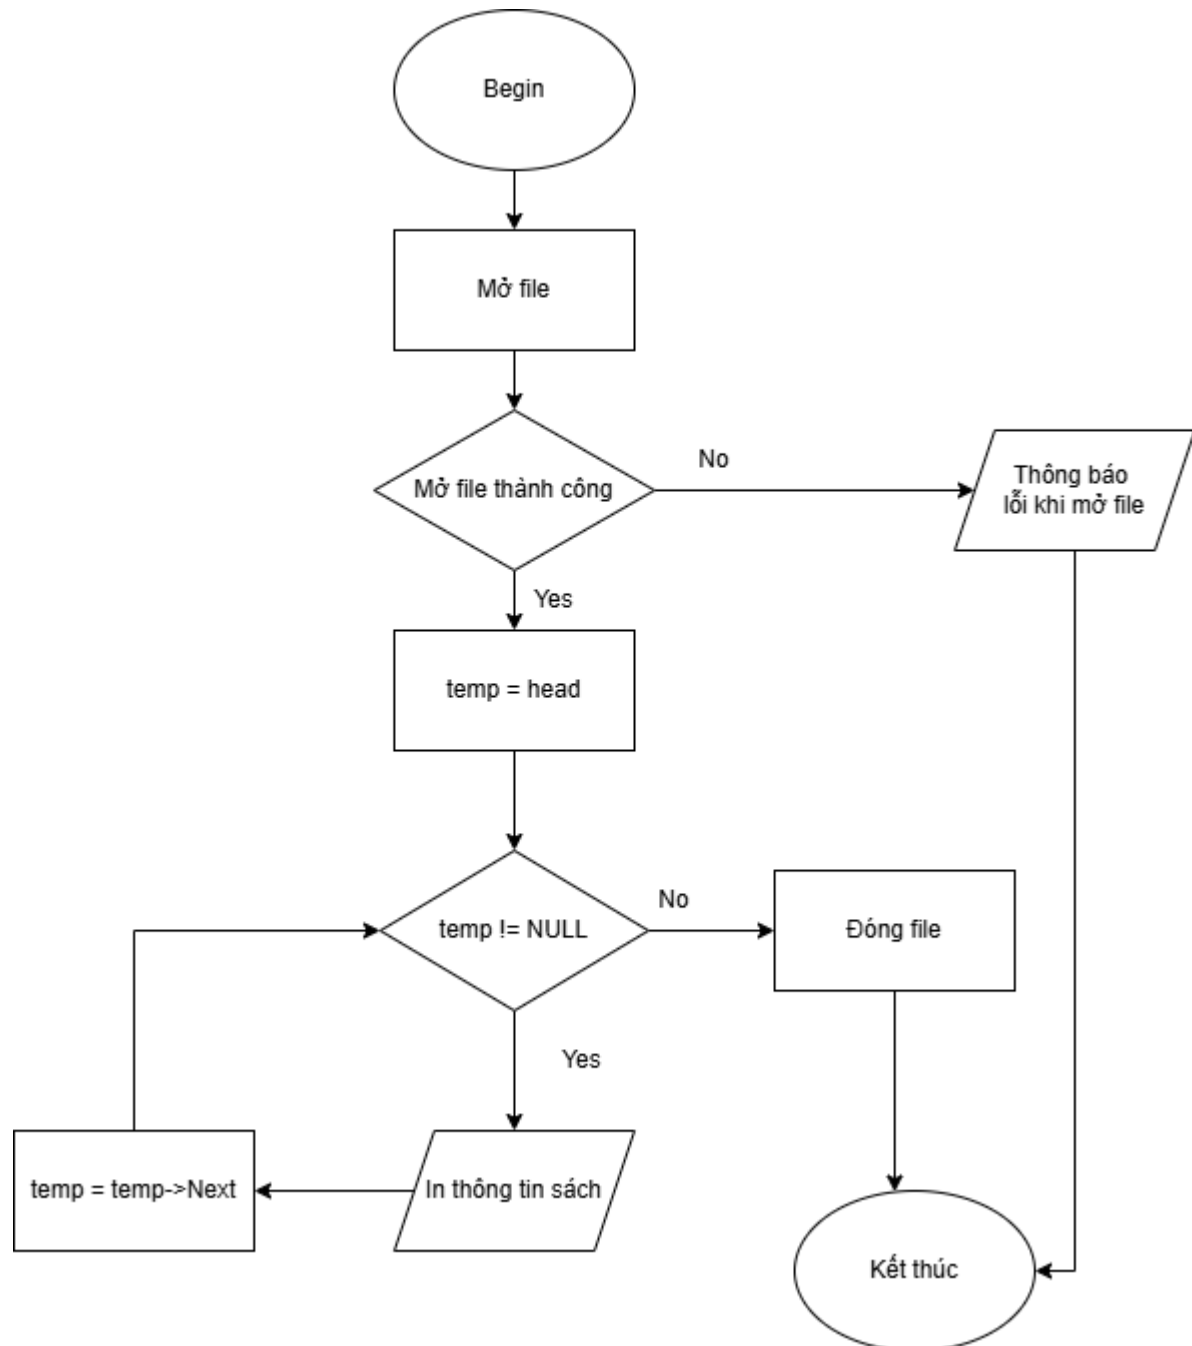 Begin
Mở file
Mở file thành công
No
Thông báo
lỗi khi mở file
Yes
temp = head
temp != NULL
No
Đóng file
Yes
temp = temp->Next
In thông tin sách
Kết thúc